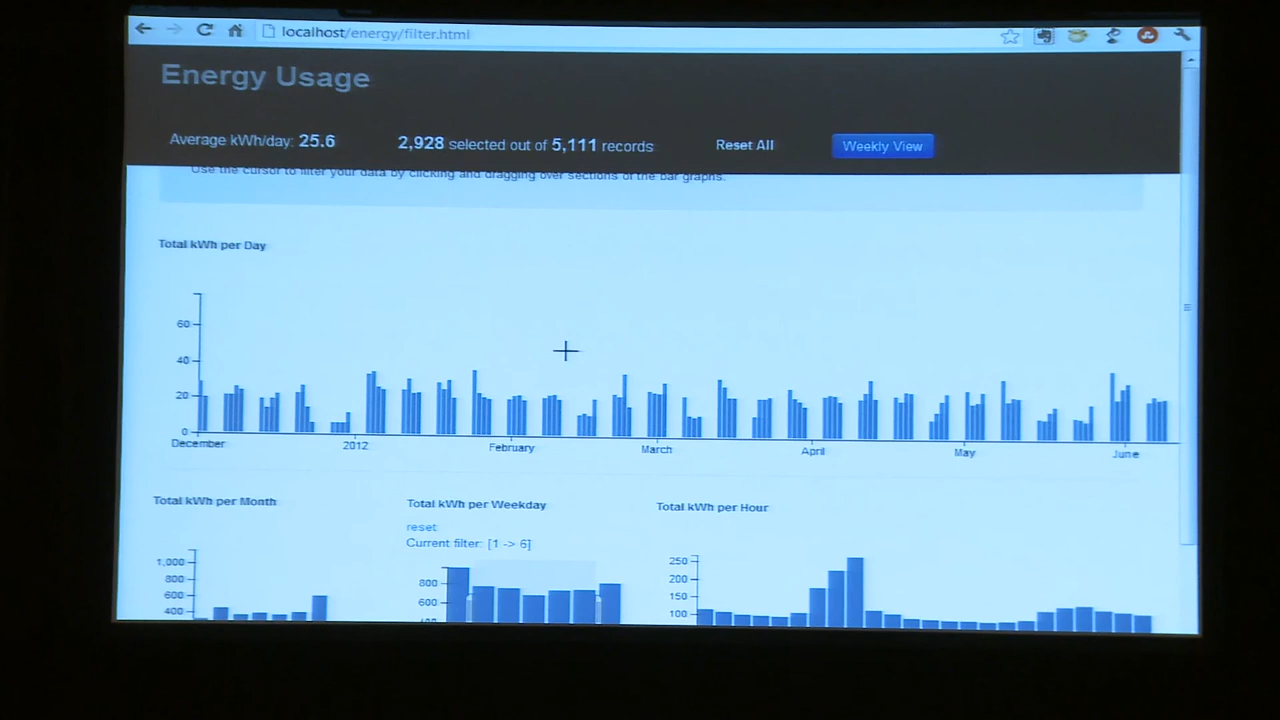 localhost/energy/filter.html
Energy Usage
Average kWh/day: 25.6
2,928 selected out of 5,111 records
Reset All
Weekly View
Use the cursor to filter your data by clicking and dragging over sections of the bar graphs.
Total kWh per Day
60
40
20
0
December 2012 February March April May June
Total kWh per Month
1,000
800
600
400
Total kWh per Weekday
reset
Current filter: [1 -> 6]
800
600
400
Total kWh per Hour
250
200
150
100